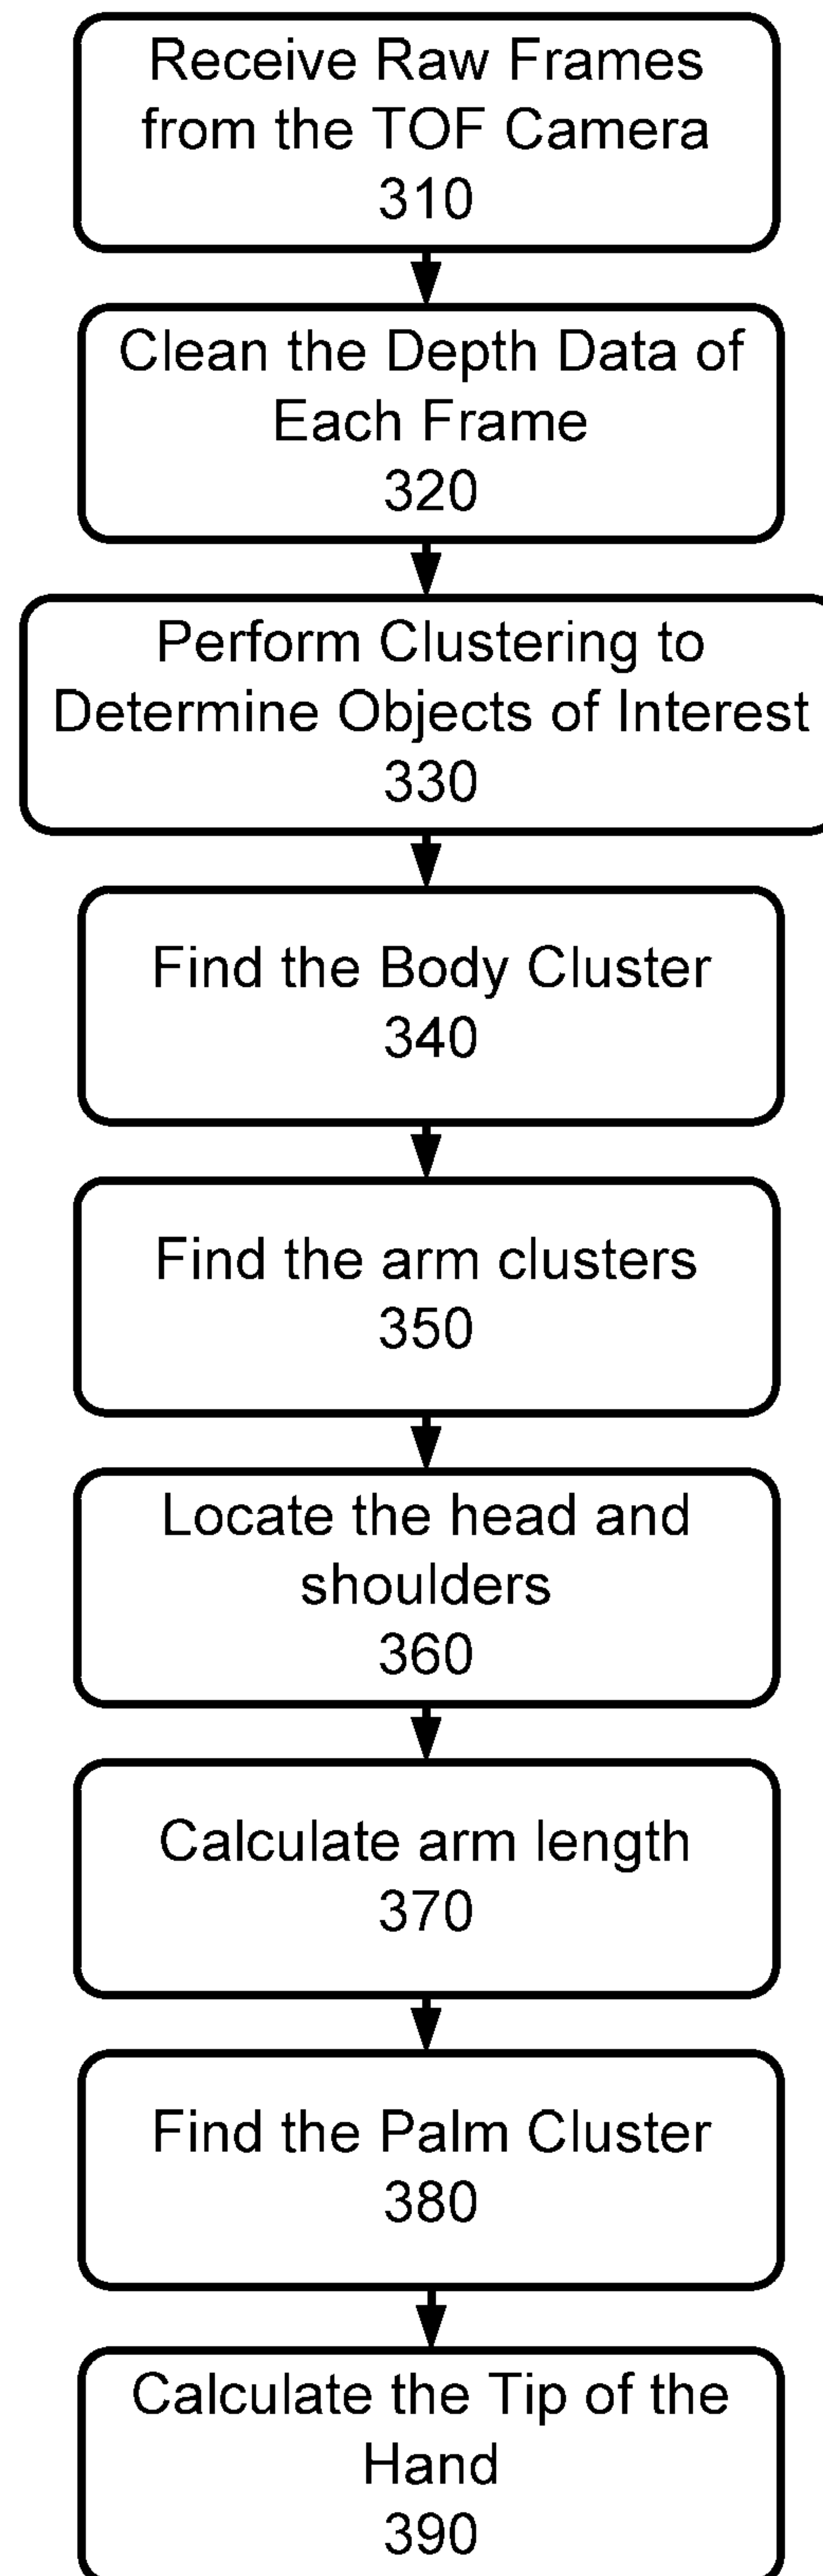 Receive Raw Frames
from the TOF Camera
310
Clean the Depth Data of
Each Frame
320
Perform Clustering to
Determine Objects of Interest
330
Find the Body Cluster
340
Find the arm clusters
350
Locate the head and
shoulders
360
Calculate arm length
370
Find the Palm Cluster
380
Calculate the Tip of the
Hand
390